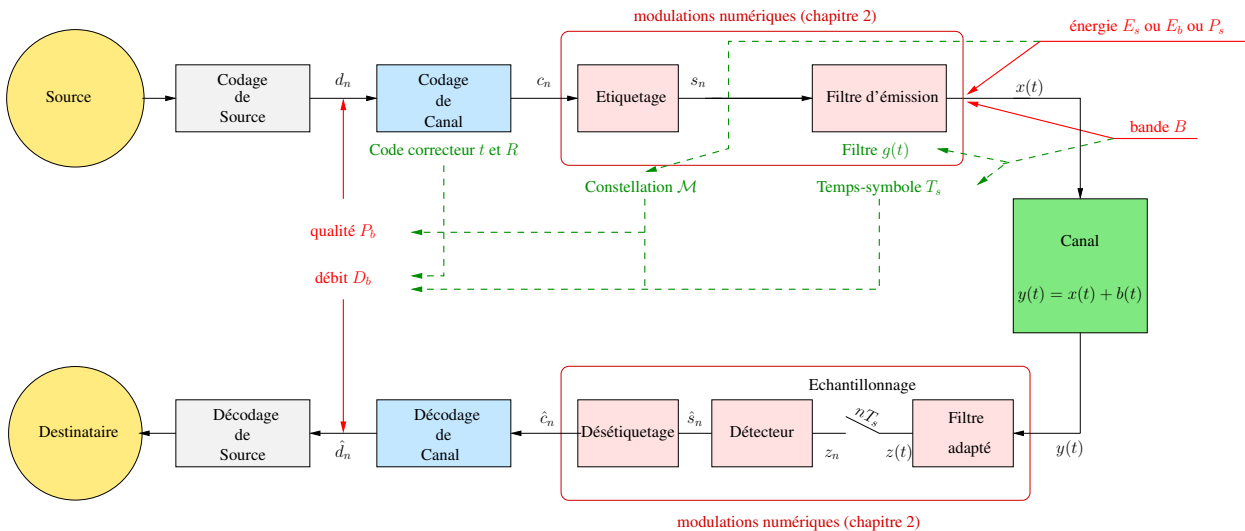 modulations numériques (chapitre 2)
énergie $E_s$ ou $E_b$ ou $P_s$
Source
Codage
de
Source
$d_n$
Codage
de
Canal
$c_n$
Etiquetage
$s_n$
Filtre d'émission
$x(t)$
bande $B$
Code correcteur $t$ et $R$
Filtre $g(t)$
Constellation $\mathcal{M}$
Temps-symbole $T_s$
qualité $P_b$
débit $D_b$
Canal
$y(t) = x(t) + b(t)$
Echantillonnage
Destinataire
Décodage
de
Source
$\hat{d}_n$
Décodage
de
Canal
$\hat{c}_n$
Désétiquetage
$\hat{s}_n$
Détecteur
$z_n$
$nT_s$
$z(t)$
Filtre
adapté
$y(t)$
modulations numériques (chapitre 2)